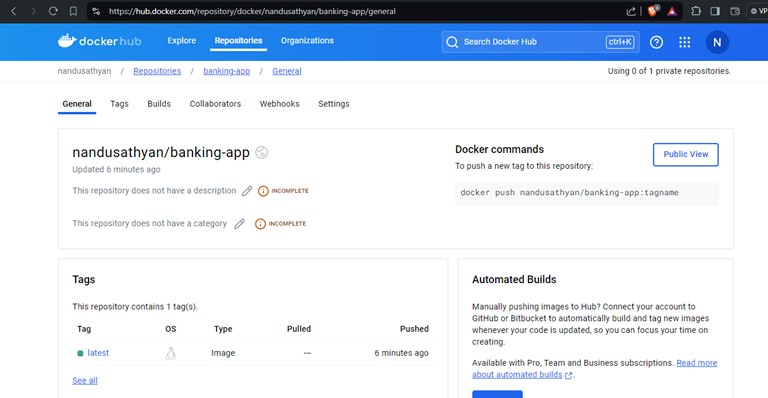 https://hub.docker.com/repository/docker/nandusathyan/banking-app/general
VP
dockerhub
Explore
Repositories
Organizations
Search Docker Hub
ctrl+K
N
nandusathyan / Repositories / banking-app / General
Using 0 of 1 private repositories.
General
Tags
Builds
Collaborators
Webhooks
Settings
nandusathyan/banking-app
Updated 6 minutes ago
This repository does not have a description
INCOMPLETE
This repository does not have a category
INCOMPLETE
Docker commands
Public View
To push a new tag to this repository:
docker push nandusathyan/banking-app:tagname
Tags
This repository contains 1 tag(s).
Tag OS Type Pulled Pushed
latest Image --- 6 minutes ago
See all
Automated Builds
Manually pushing images to Hub? Connect your account to
GitHub or Bitbucket to automatically build and tag new images
whenever your code is updated, so you can focus your time on
creating.
Available with Pro, Team and Business subscriptions. Read more
about automated builds.